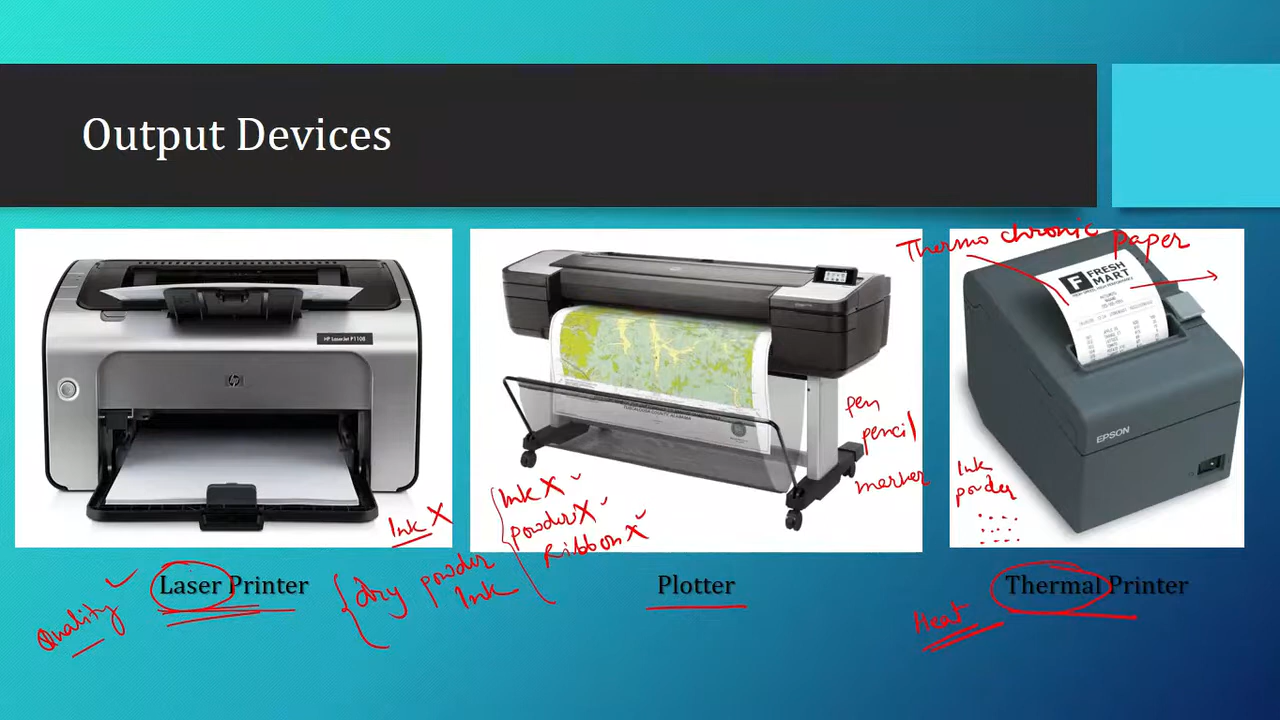 Output Devices
HP LaserJet P1108
hp
Ink X
Laser Printer
Quality
dry powder
Ink
Ink X
powder X
Ribbon X
pen
pencil
marker
Plotter
Thermo chronic paper
FRESH
MART
EPSON
Ink
powder
Thermal Printer
Heat